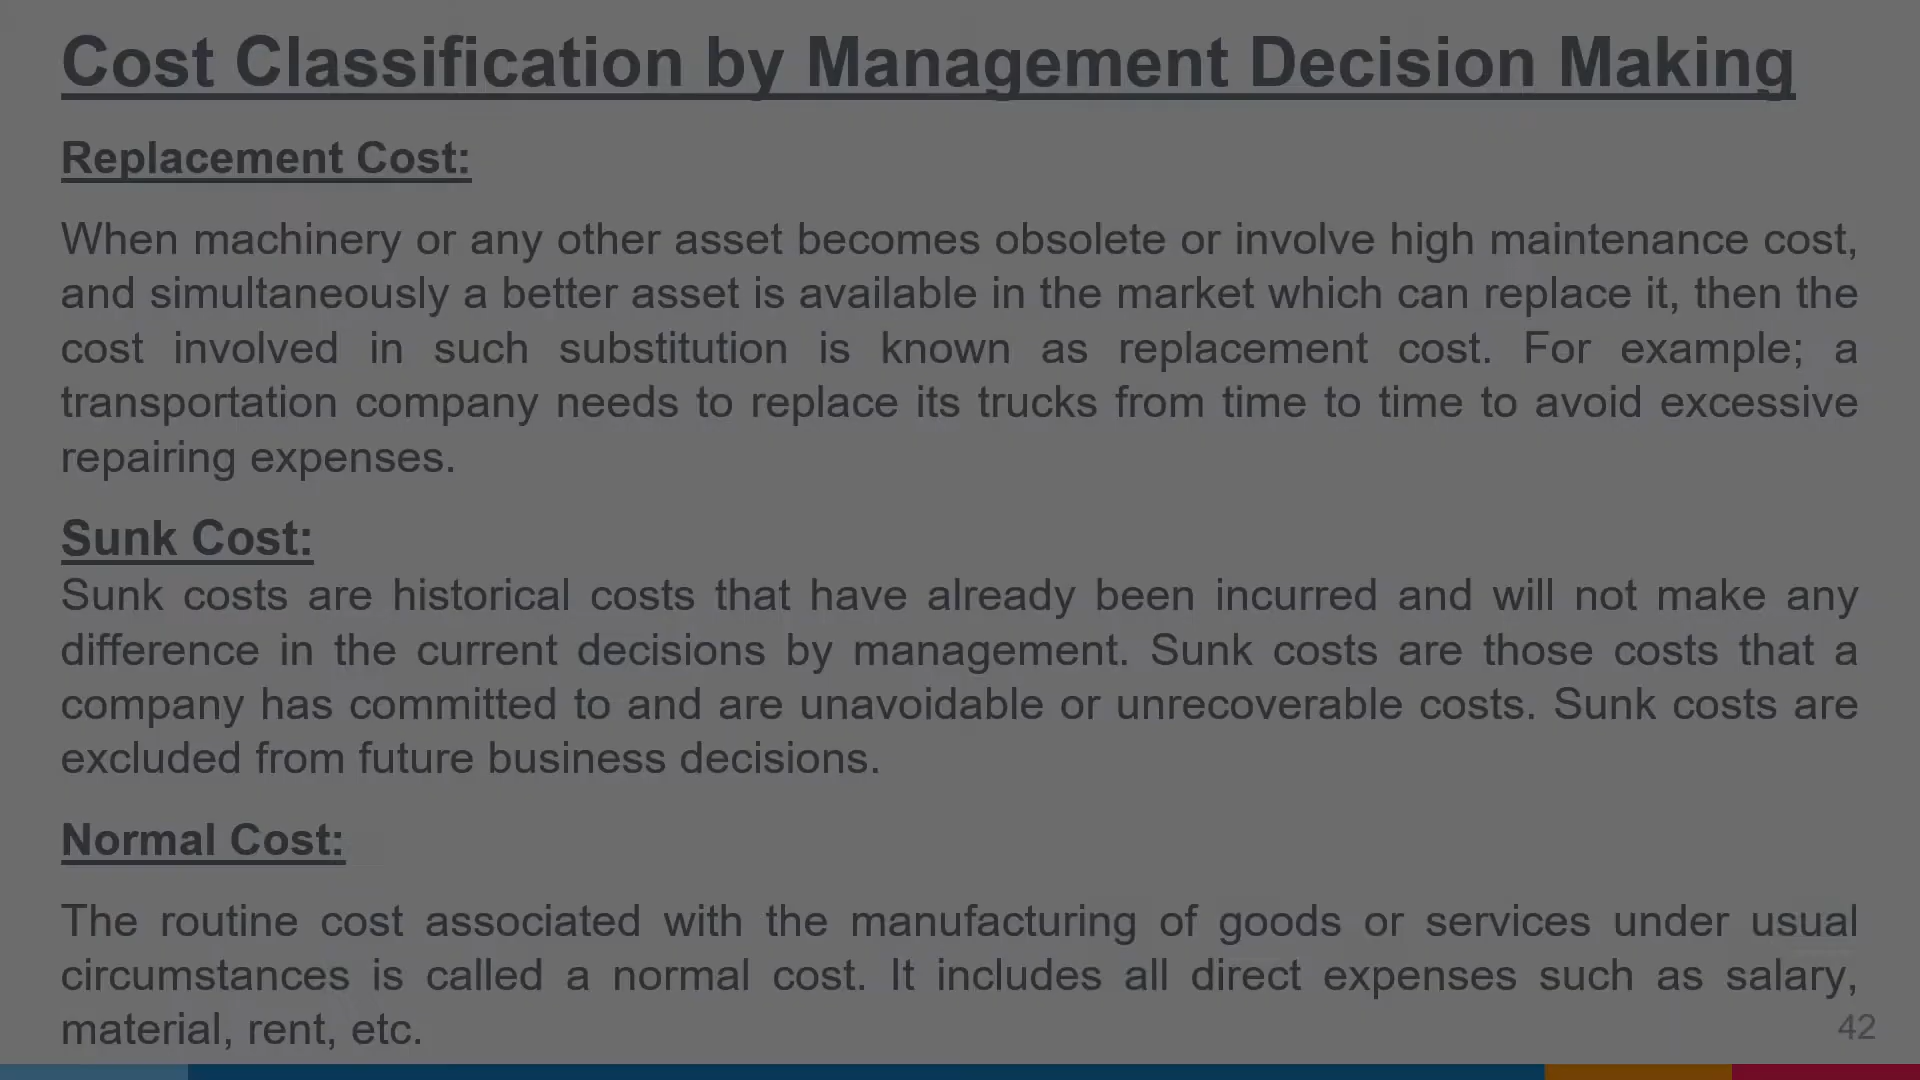 Cost Classification by Management Decision Making
Replacement Cost:
When machinery or any other asset becomes obsolete or involve high maintenance cost,
and simultaneously a better asset is available in the market which can replace it, then the
cost involved in such substitution is known as replacement cost. For example; a
transportation company needs to replace its trucks from time to time to avoid excessive
repairing expenses.
Sunk Cost:
Sunk costs are historical costs that have already been incurred and will not make any
difference in the current decisions by management. Sunk costs are those costs that a
company has committed to and are unavoidable or unrecoverable costs. Sunk costs are
excluded from future business decisions.
Normal Cost:
The routine cost associated with the manufacturing of goods or services under usual
circumstances is called a normal cost. It includes all direct expenses such as salary,
material, rent, etc.
42